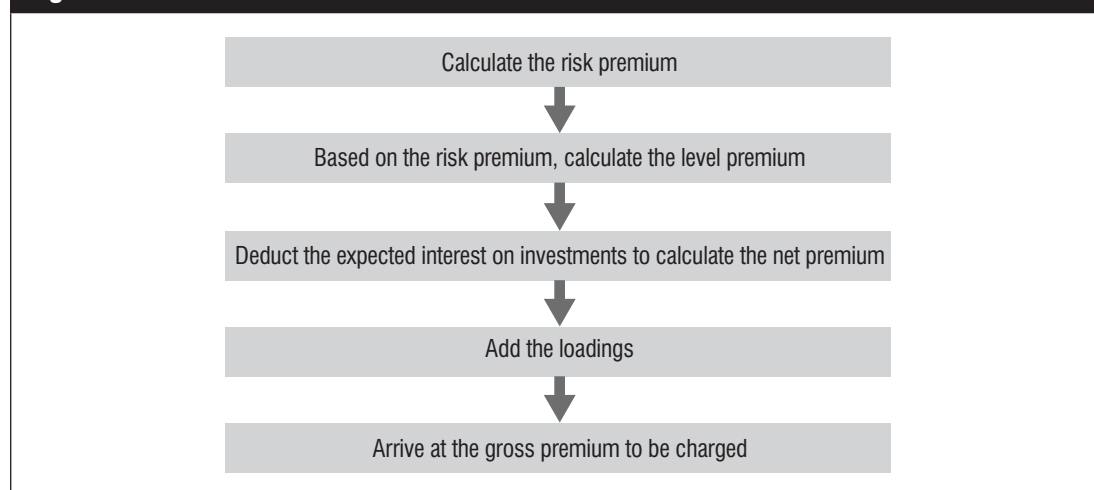 Calculate the risk premium
Based on the risk premium, calculate the level premium
Deduct the expected interest on investments to calculate the net premium
Add the loadings
Arrive at the gross premium to be charged